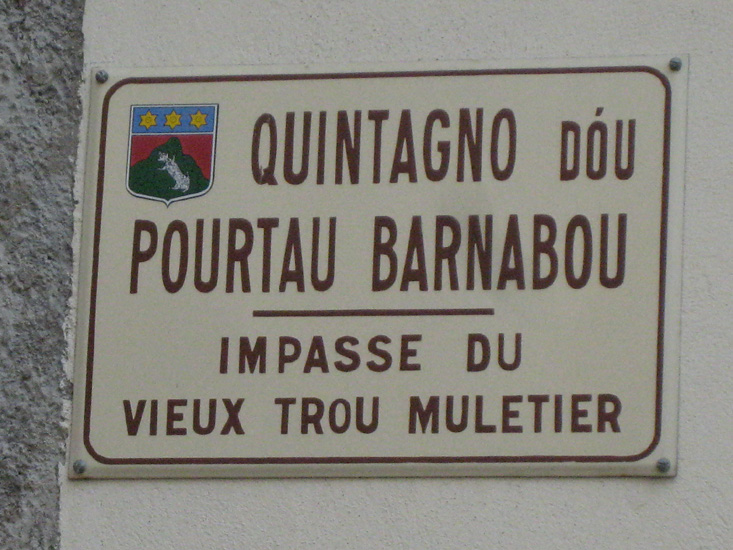 QUINTAGNO DÓU
POURTAU BARNABOU
IMPASSE DU
VIEUX TROU MULETIER